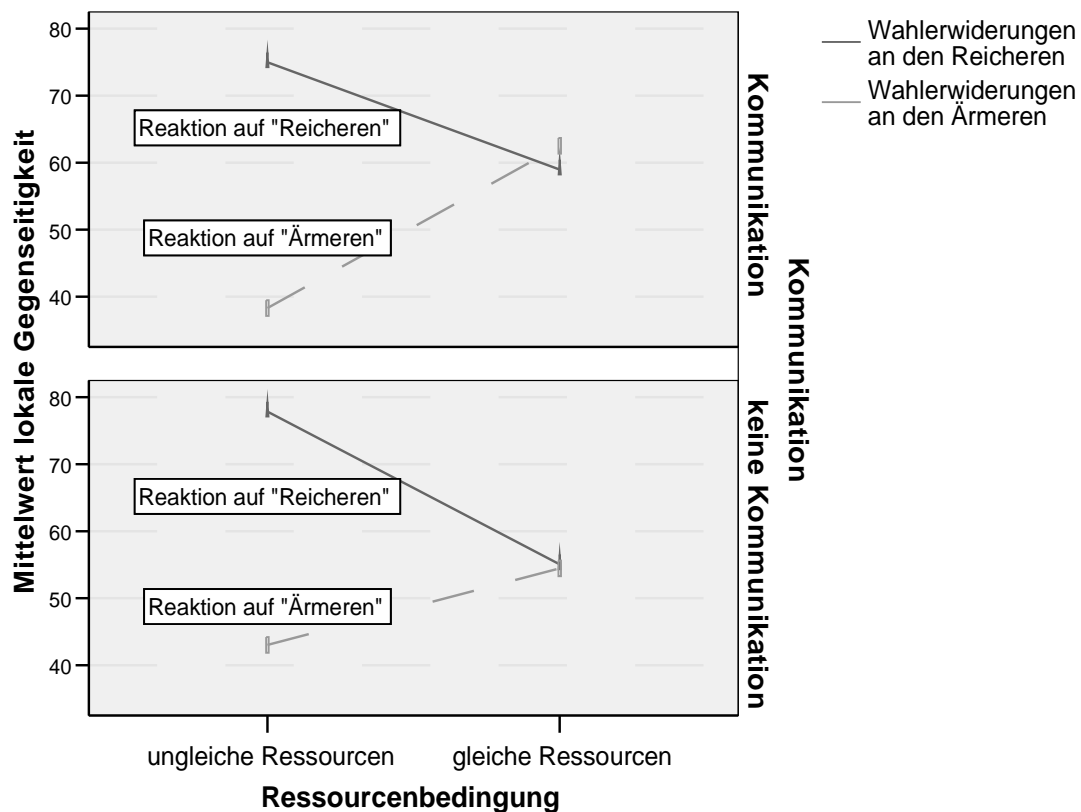 Mittelwert lokale Gegenseitigkeit
80
70
60
50
40
Reaktion auf "Reicheren"
Reaktion auf "Ärmeren"
Kommunikation
80
70
60
50
40
Reaktion auf "Reicheren"
Reaktion auf "Ärmeren"
keine Kommunikation
Kommunikation
ungleiche Ressourcen
gleiche Ressourcen
Ressourcenbedingung
Wahlerwiderungen
an den Reicheren
Wahlerwiderungen
an den Ärmeren